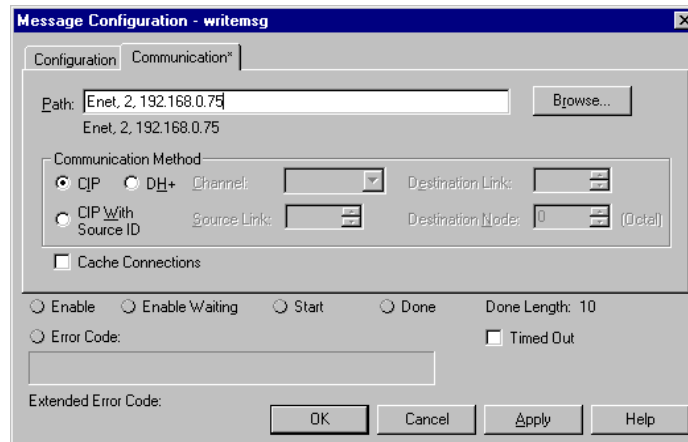 Message Configuration - writemsg
Configuration Communication*
Path: Enet, 2, 192.168.0.75 Browse...
Enet, 2, 192.168.0.75
Communication Method
CIP DH+ Channel: Destination Link:
CIP With Source ID Source Link: Destination Node: 0 (Octal)
Cache Connections
Enable Enable Waiting Start Done Done Length: 10
Error Code: Timed Out
Extended Error Code:
OK Cancel Apply Help